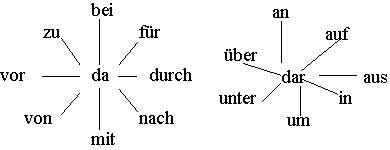 bei
an
zu
für
auf
über
vor
da
durch
dar
aus
unter
in
von
nach
um
mit